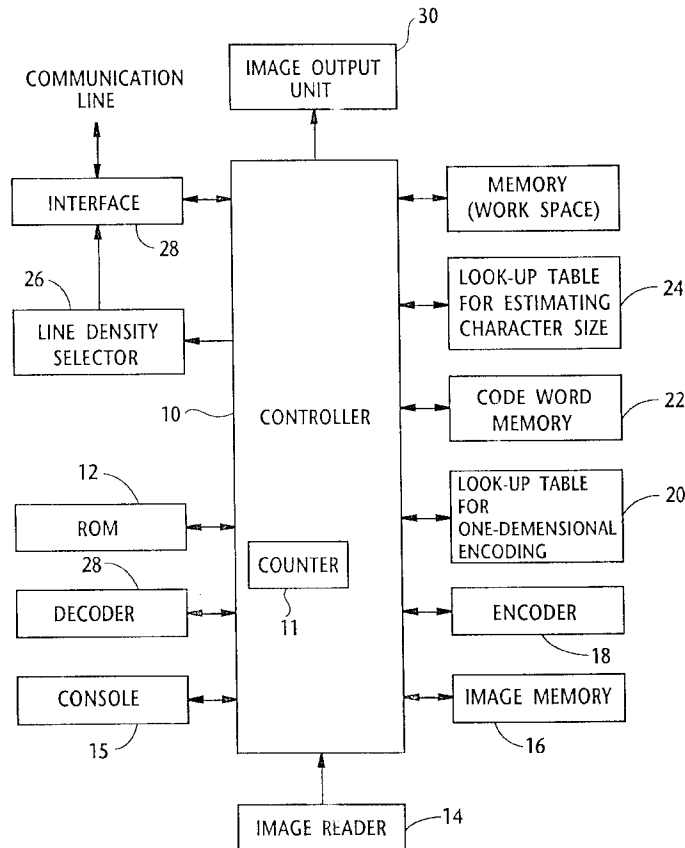 30
IMAGE OUTPUT
UNIT
COMMUNICATION
LINE
INTERFACE
28
MEMORY
(WORK SPACE)
26
LINE DENSITY
SELECTOR
LOOK-UP TABLE
FOR ESTIMATING
CHARACTER SIZE
24
10
CONTROLLER
CODE WORD
MEMORY
22
12
ROM
LOOK-UP TABLE
FOR
ONE-DEMENSIONAL
ENCODING
20
COUNTER
11
28
DECODER
ENCODER
18
CONSOLE
15
IMAGE MEMORY
16
IMAGE READER
14